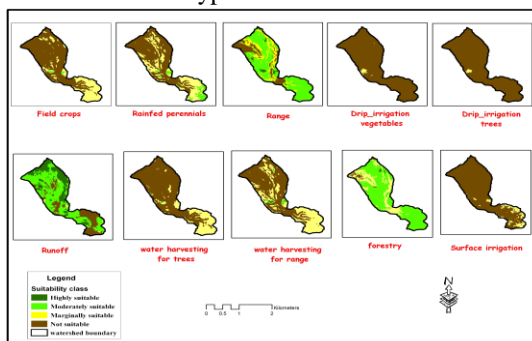 Field crops
Rainfed perennials
Range
Drip_irrigation
vegetables
Drip_irrigation
trees
Runoff
water harvesting
for trees
water harvesting
for range
forestry
Surface irrigation
Legend
Suitability class
Highly suitable
Moderately suitable
Marginally suitable
Not suitable
watershed boundary
0 0.5 1 2 Kilometers
N